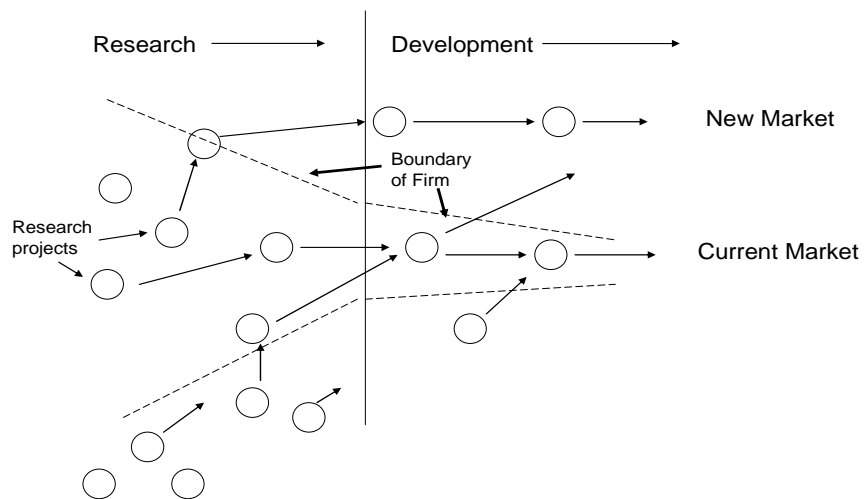 Research
Development
New Market
Boundary
of Firm
Research
projects
Current Market